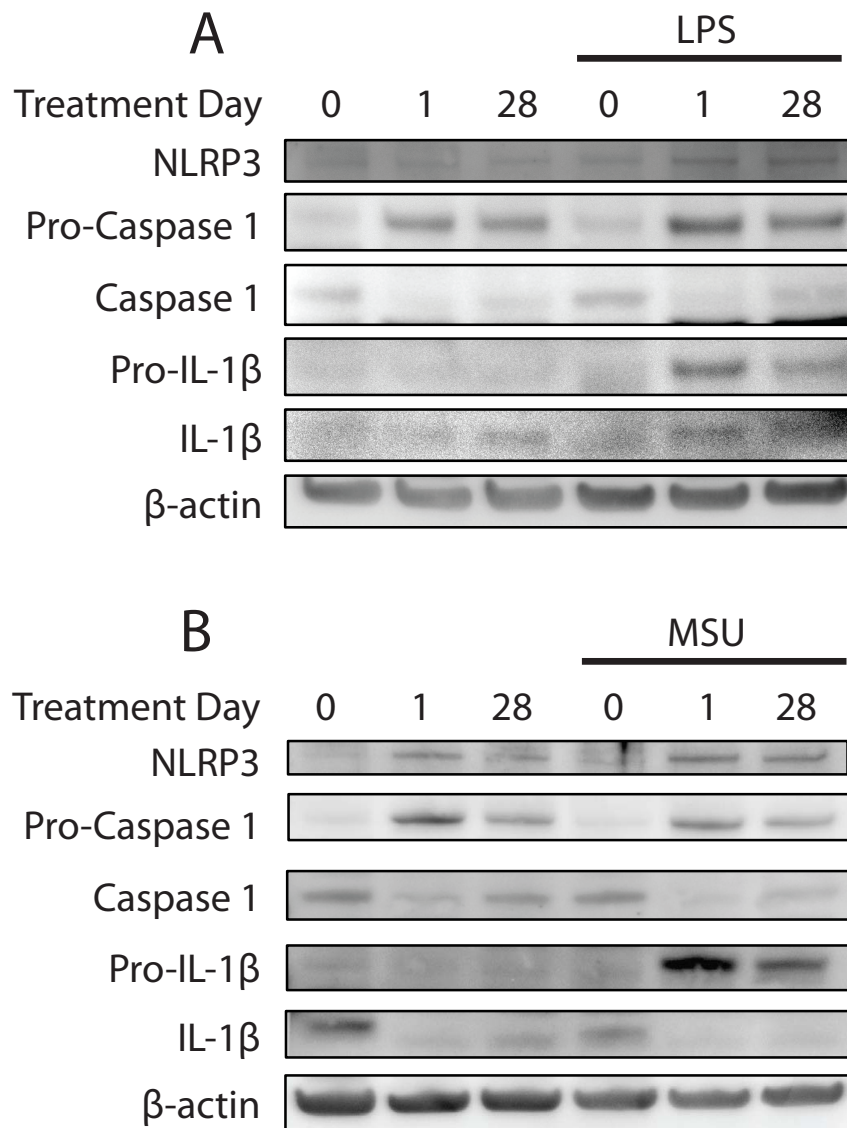 A
LPS
Treatment Day 0 1 28 0 1 28
NLRP3
Pro-Caspase 1
Caspase 1
Pro-IL-1β
IL-1β
β-actin
B
MSU
Treatment Day 0 1 28 0 1 28
NLRP3
Pro-Caspase 1
Caspase 1
Pro-IL-1β
IL-1β
β-actin